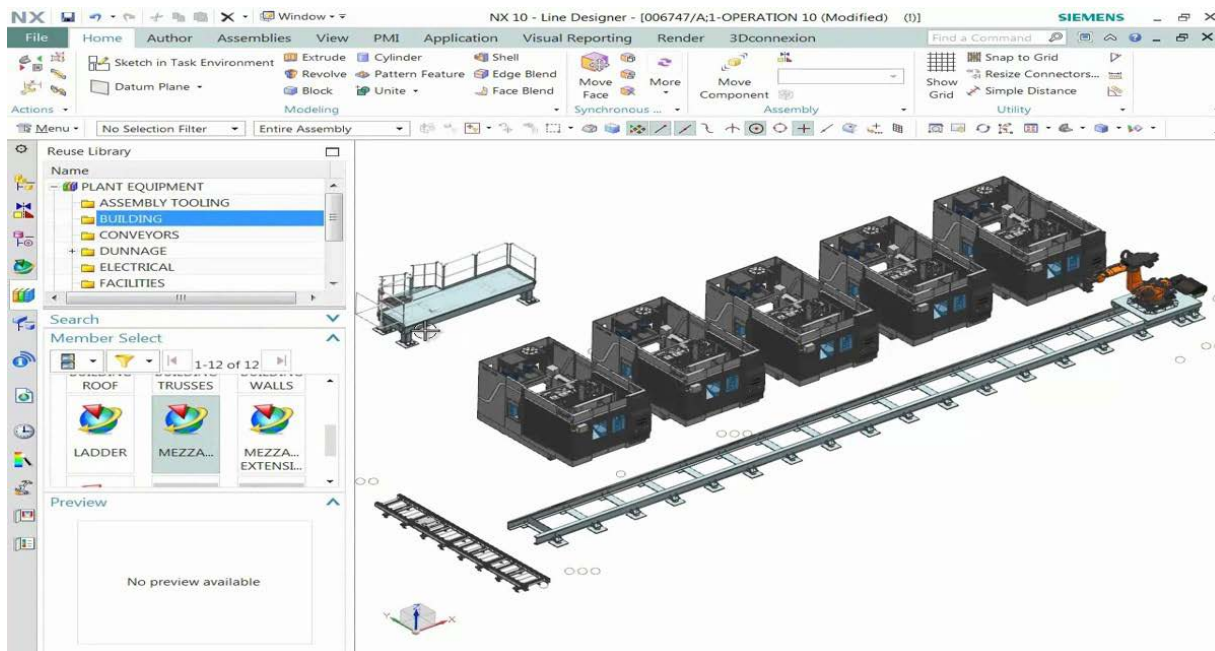 NX Window NX 10 - Line Designer - [006747/A;1-OPERATION 10 (Modified) (!)] SIEMENS
File Home Author Assemblies View PMI Application Visual Reporting Render 3Dconnexion Find a Command
Sketch in Task Environment Extrude Cylinder Shell Snap to Grid
Revolve Pattern Feature Edge Blend Move Face More Move Component Show Grid Resize Connectors...
Datum Plane Block Unite Face Blend Simple Distance
Actions Modeling Synchronous ... Assembly Utility
Menu No Selection Filter Entire Assembly
Reuse Library
Name
PLANT EQUIPMENT
ASSEMBLY TOOLING
BUILDING
CONVEYORS
DUNNAGE
ELECTRICAL
FACILITIES
Search
Member Select
1-12 of 12
ROOF TRUSSES WALLS
LADDER MEZZA... MEZZA...
EXTENSI...
Preview
No preview available
Y Z X